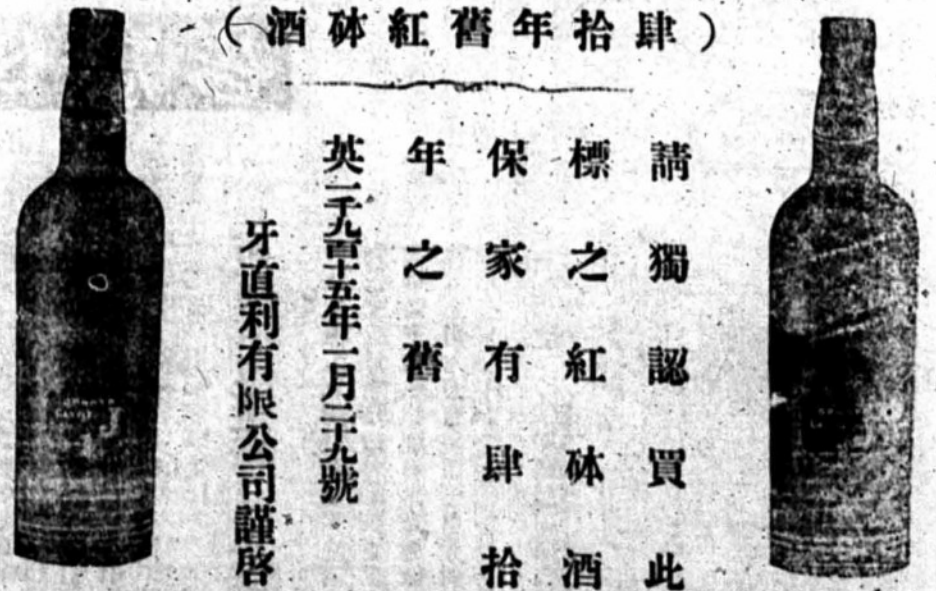 （肆拾年舊紅砵酒）
請獨認買此
標之紅砵酒
保家有肆拾
年之舊
英一千九百十五年一月二十九號
牙直利有限公司謹啓